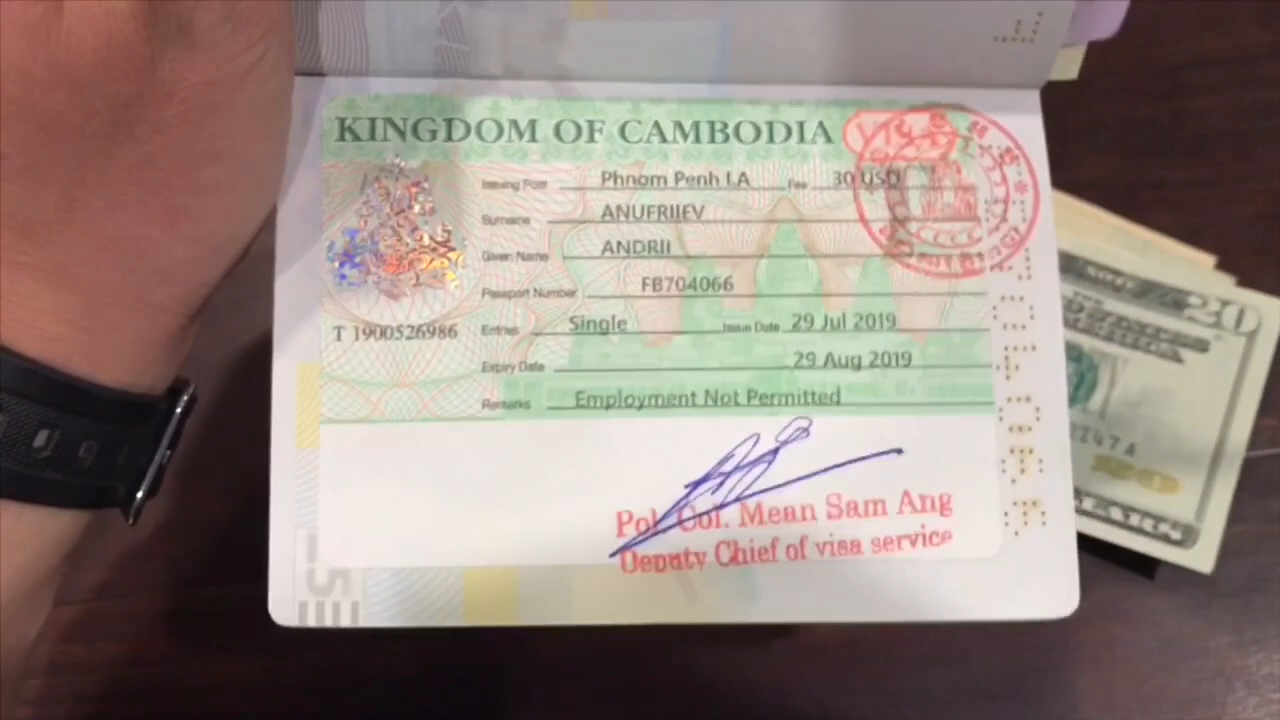 KINGDOM OF CAMBODIA
Issuing Post Phnom Penh I.A Fee 30 USD
Surname ANUFRIIEV
Given Name ANDRII
Passport Number FB704066
T 1900526986 Entries Single Issue Date 29 Jul 2019
Expiry Date 29 Aug 2019
Remarks Employment Not Permitted
Pol. Col. Mean Sam Ang
Deputy Chief of visa service
20